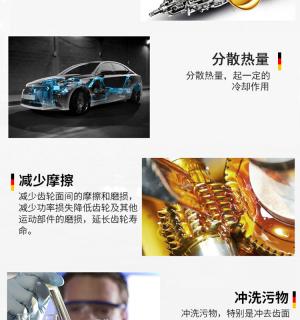 分散热量
分散热量，起一定的
冷却作用
减少摩擦
减少齿轮面间的摩擦和磨损，
减少功率损失降低齿轮及其他
运动部件的磨损，延长齿轮寿
命。
冲洗污物
冲洗污物，特别是冲去齿面